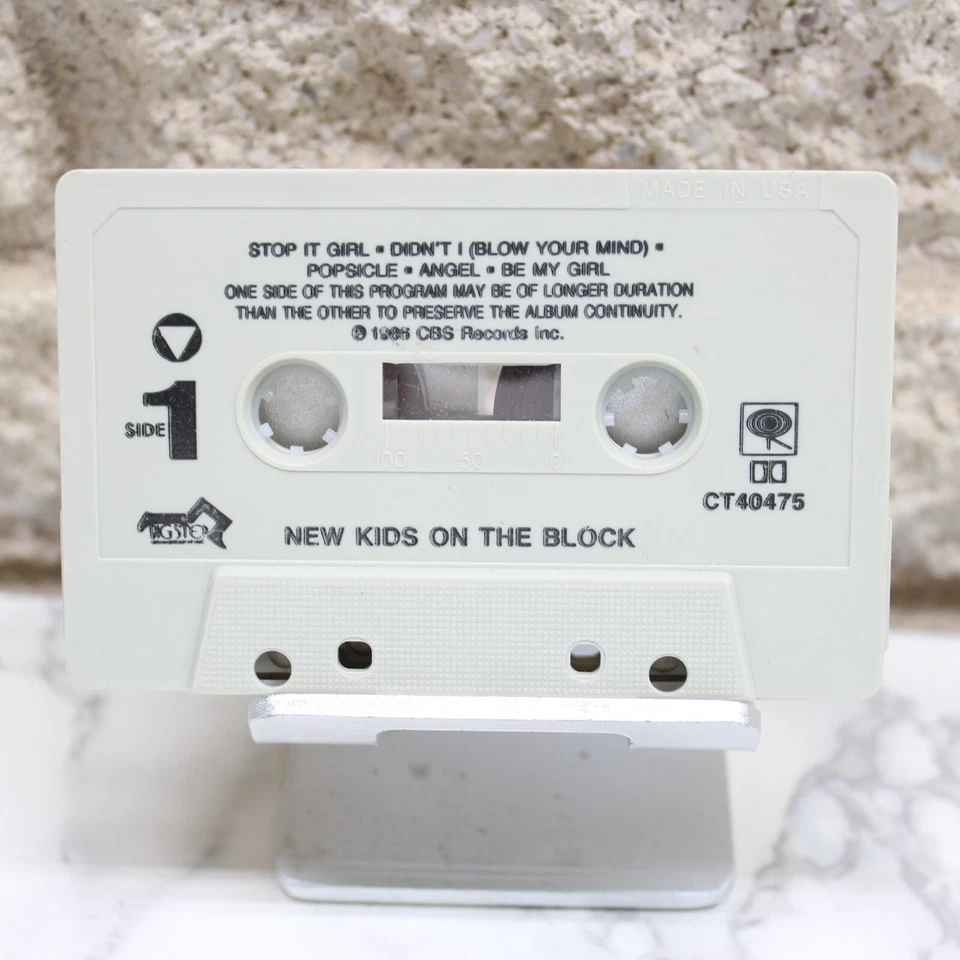 MADE IN USA
STOP IT GIRL • DIDN'T I (BLOW YOUR MIND) •
POPSICLE • ANGEL • BE MY GIRL
ONE SIDE OF THIS PROGRAM MAY BE OF LONGER DURATION
THAN THE OTHER TO PRESERVE THE ALBUM CONTINUITY.
℗ 1986 CBS Records Inc.
SIDE 1
100 50 0
CT40475
BIGSTEP
NEW KIDS ON THE BLOCK